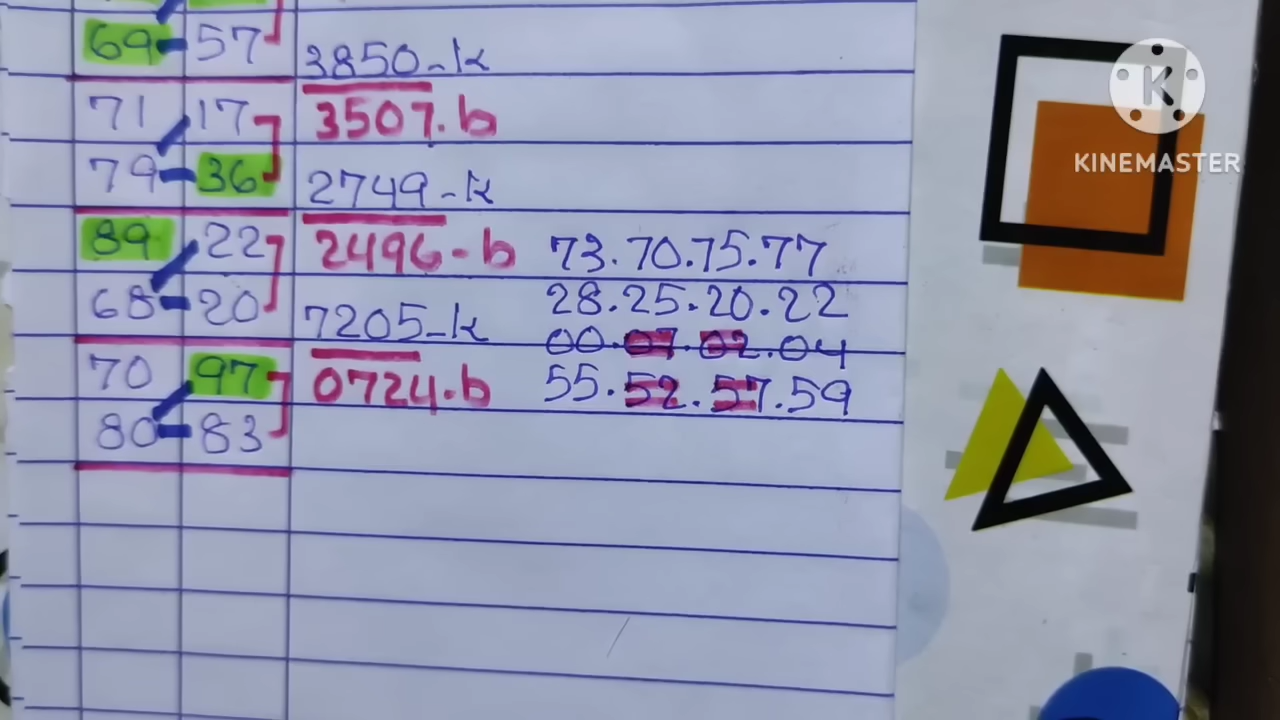 69 57
3850-k
71 17
3507.b
79 36
2749-k
89 22
2496-b 73.70.75.77
68 20
7205-k 28.25.20.22
00.07.02.04
70 97
0724.b 55.52.57.59
80 83
K
KINEMASTER